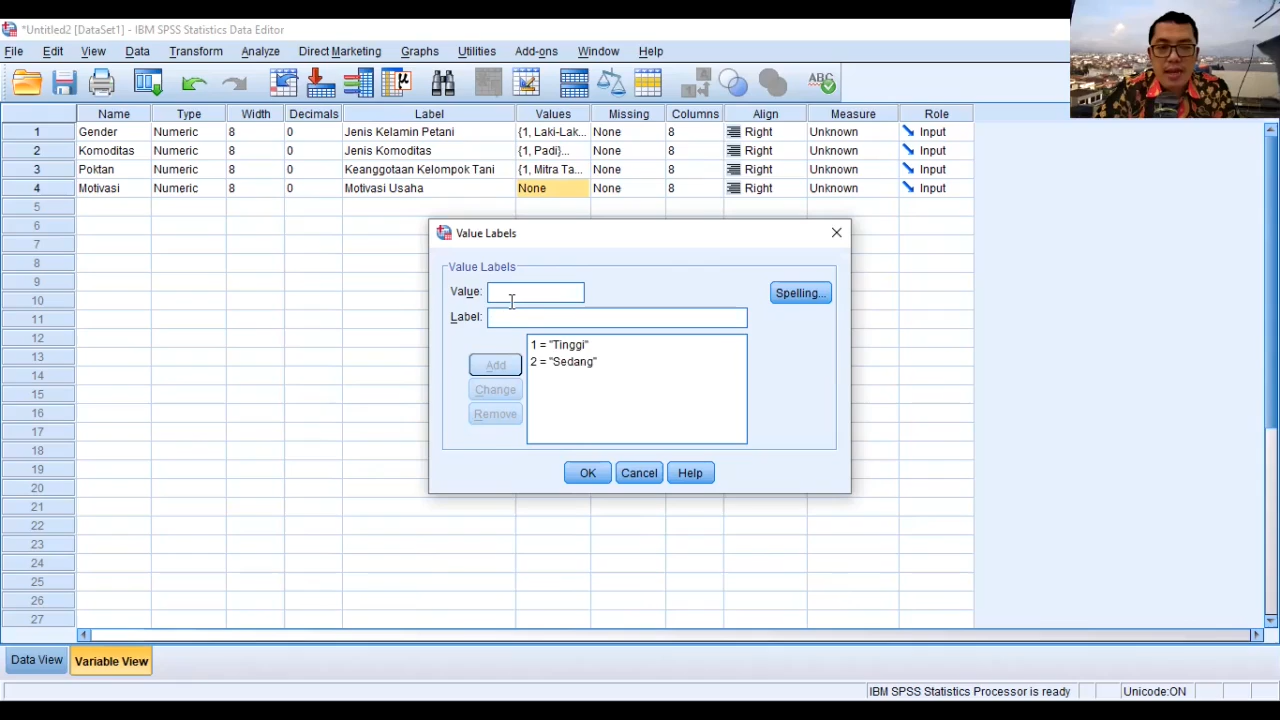 *Untitled2 [DataSet1] - IBM SPSS Statistics Data Editor
File Edit View Data Transform Analyze Direct Marketing Graphs Utilities Add-ons Window Help
ABC
Name Type Width Decimals Label Values Missing Columns Align Measure Role
1 Gender Numeric 8 0 Jenis Kelamin Petani {1, Laki-Lak... None 8 Right Unknown Input
2 Komoditas Numeric 8 0 Jenis Komoditas {1, Padi}... None 8 Right Unknown Input
3 Poktan Numeric 8 0 Keanggotaan Kelompok Tani {1, Mitra Ta... None 8 Right Unknown Input
4 Motivasi Numeric 8 0 Motivasi Usaha None None 8 Right Unknown Input
5
6
7
8
9
10
11
12
13
14
15
16
17
18
19
20
21
22
23
24
25
26
27
Value Labels
Value Labels
Value:
Spelling...
Label:
1 = "Tinggi"
2 = "Sedang"
Add
Change
Remove
OK Cancel Help
Data View Variable View
IBM SPSS Statistics Processor is ready Unicode:ON